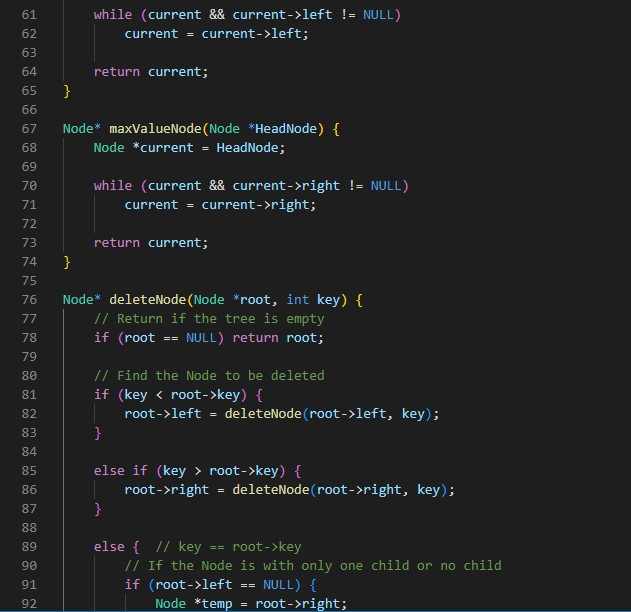 61 while (current && current->left != NULL)
62 current = current->left;
63
64 return current;
65 }
66
67 Node* maxValueNode(Node *HeadNode) {
68 Node *current = HeadNode;
69
70 while (current && current->right != NULL)
71 current = current->right;
72
73 return current;
74 }
75
76 Node* deleteNode(Node *root, int key) {
77 // Return if the tree is empty
78 if (root == NULL) return root;
79
80 // Find the Node to be deleted
81 if (key < root->key) {
82 root->left = deleteNode(root->left, key);
83 }
84
85 else if (key > root->key) {
86 root->right = deleteNode(root->right, key);
87 }
88
89 else {  // key == root->key
90 // If the Node is with only one child or no child
91 if (root->left == NULL) {
92 Node *temp = root->right;